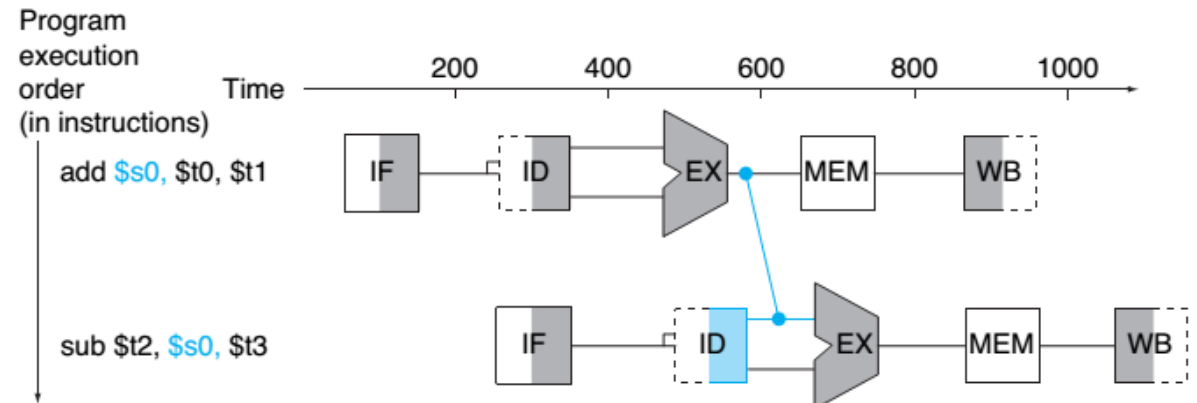 Program
execution
order
(in instructions)
Time
200 400 600 800 1000
add $s0, $t0, $t1
IF ID EX MEM WB
sub $t2, $s0, $t3
IF ID EX MEM WB